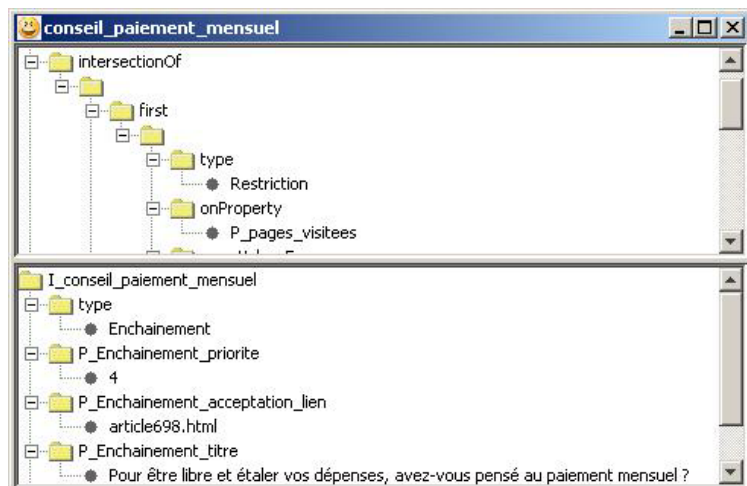 conseil_paiement_mensuel
intersectionOf
first
type
Restriction
onProperty
P_pages_visitees
I_conseil_paiement_mensuel
type
Enchainement
P_Enchainement_priorite
4
P_Enchainement_acceptation_lien
article698.html
P_Enchainement_titre
Pour être libre et étaler vos dépenses, avez-vous pensé au paiement mensuel ?